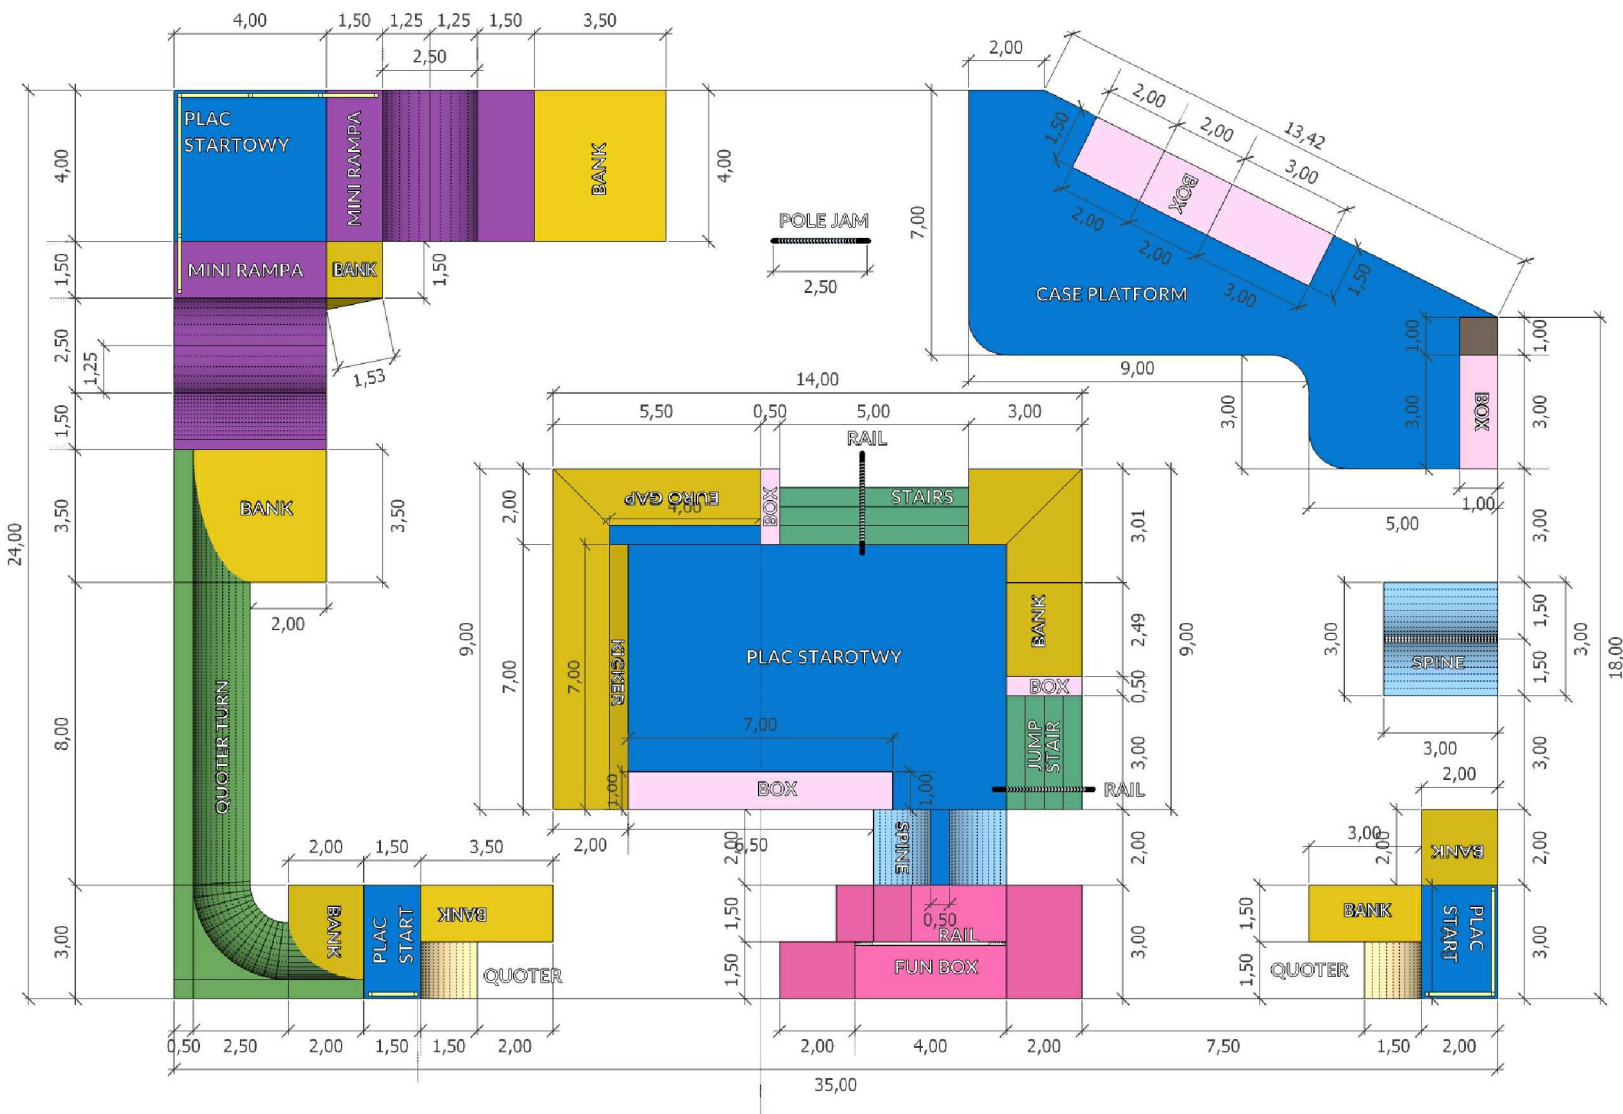 4,00
1,50
1,25
1,25
1,50
3,50
2,50
2,00
PLAC
STARTOWY
MINI RAMPA
BANK
4,00
4,00
MINI RAMPA
BANK
1,50
1,50
2,50
1,25
1,53
1,50
24,00
BANK
3,50
3,50
2,00
QUOTER TURN
8,00
3,00
POLE JAM
2,50
2,00
2,00
3,00
13,42
1,50
BOX
2,00
2,00
3,00
1,50
7,00
CASE PLATFORM
9,00
1,00
1,00
3,00
3,00
BOX
3,00
1,00
5,00
3,00
14,00
5,50
0,50
5,00
3,00
RAIL
EURO GAP
4,00
BOX
STAIRS
2,00
9,00
7,00
7,00
KICKER
PLAC STAROTWY
BANK
3,01
2,49
0,50
9,00
BOX
JUMP
STAIR
3,00
7,00
1,00
BOX
1,00
RAIL
2,00
6,50
2,00
SPINE
2,00
1,50
0,50
RAIL
FUN BOX
1,50
3,00
3,00
SPINE
1,50
1,50
3,00
18,00
3,00
3,00
2,00
3,00
2,00
BANK
2,00
1,50
BANK
PLAC
START
3,00
1,50
QUOTER
2,00
1,50
3,50
BANK
PLAC
START
BANK
QUOTER
0,50
2,50
2,00
1,50
1,50
2,00
2,00
4,00
2,00
7,50
1,50
2,00
35,00